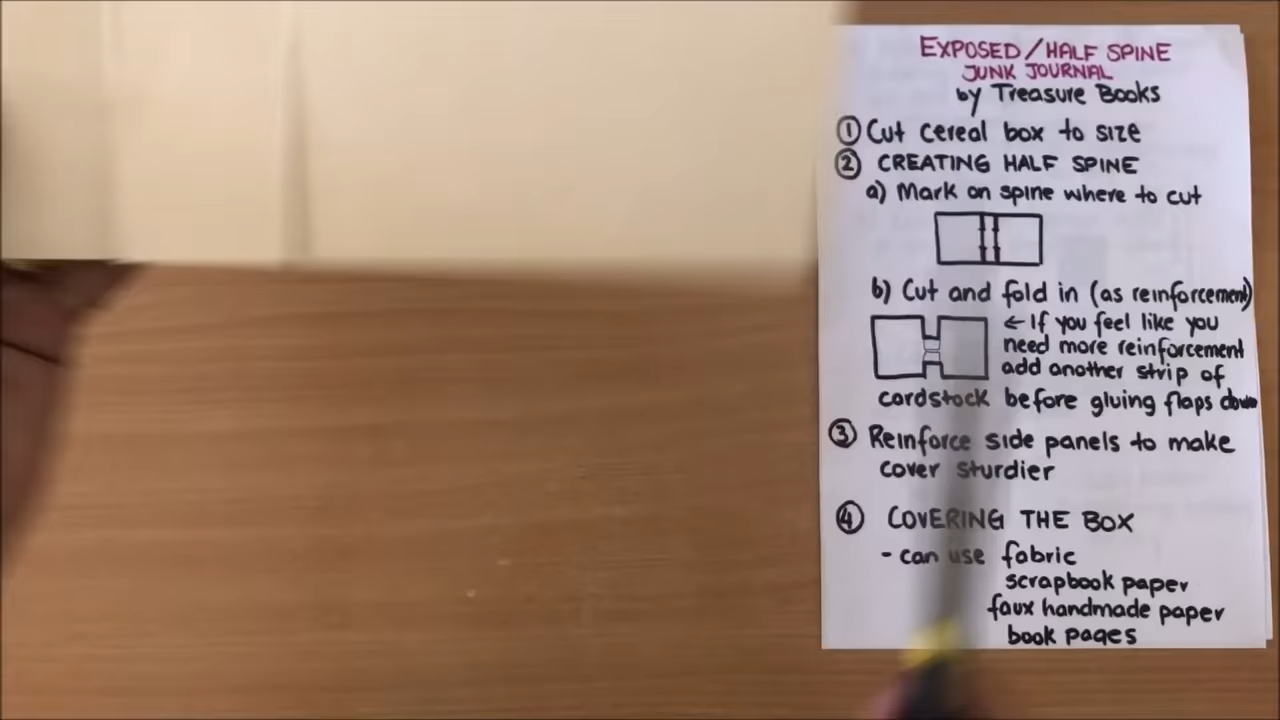 EXPOSED/HALF SPINE
JUNK JOURNAL
by Treasure Books
① Cut cereal box to size
② CREATING HALF SPINE
a) Mark on spine where to cut
b) Cut and fold in (as reinforcement)
← If you feel like you
need more reinforcement
add another strip of
cardstock before gluing flaps down
③ Reinforce side panels to make
cover sturdier
④ COVERING THE BOX
- can use fabric
scrapbook paper
faux handmade paper
book pages